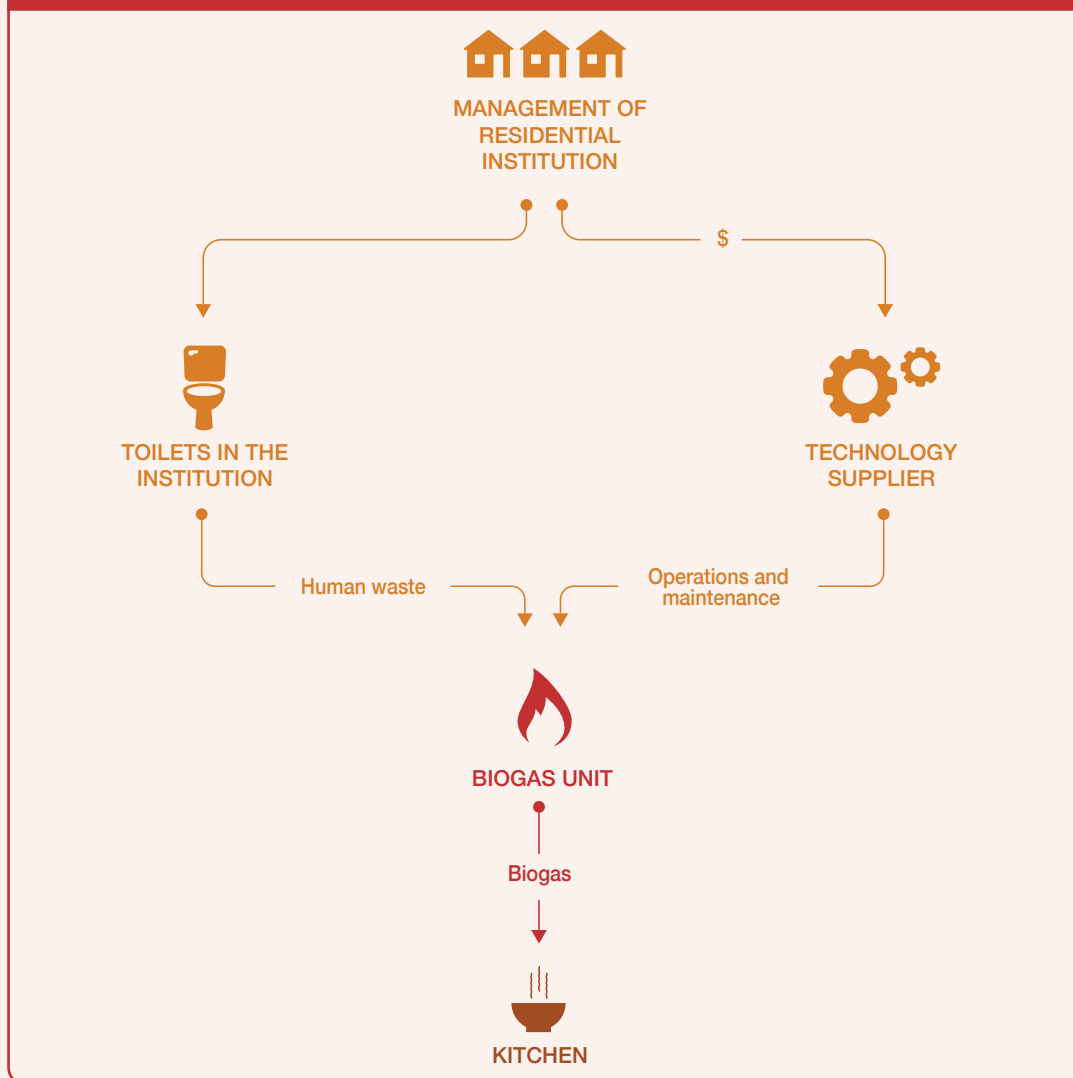 MANAGEMENT OF
RESIDENTIAL
INSTITUTION
$
TOILETS IN THE
INSTITUTION
TECHNOLOGY
SUPPLIER
Human waste
Operations and
maintenance
BIOGAS UNIT
Biogas
KITCHEN